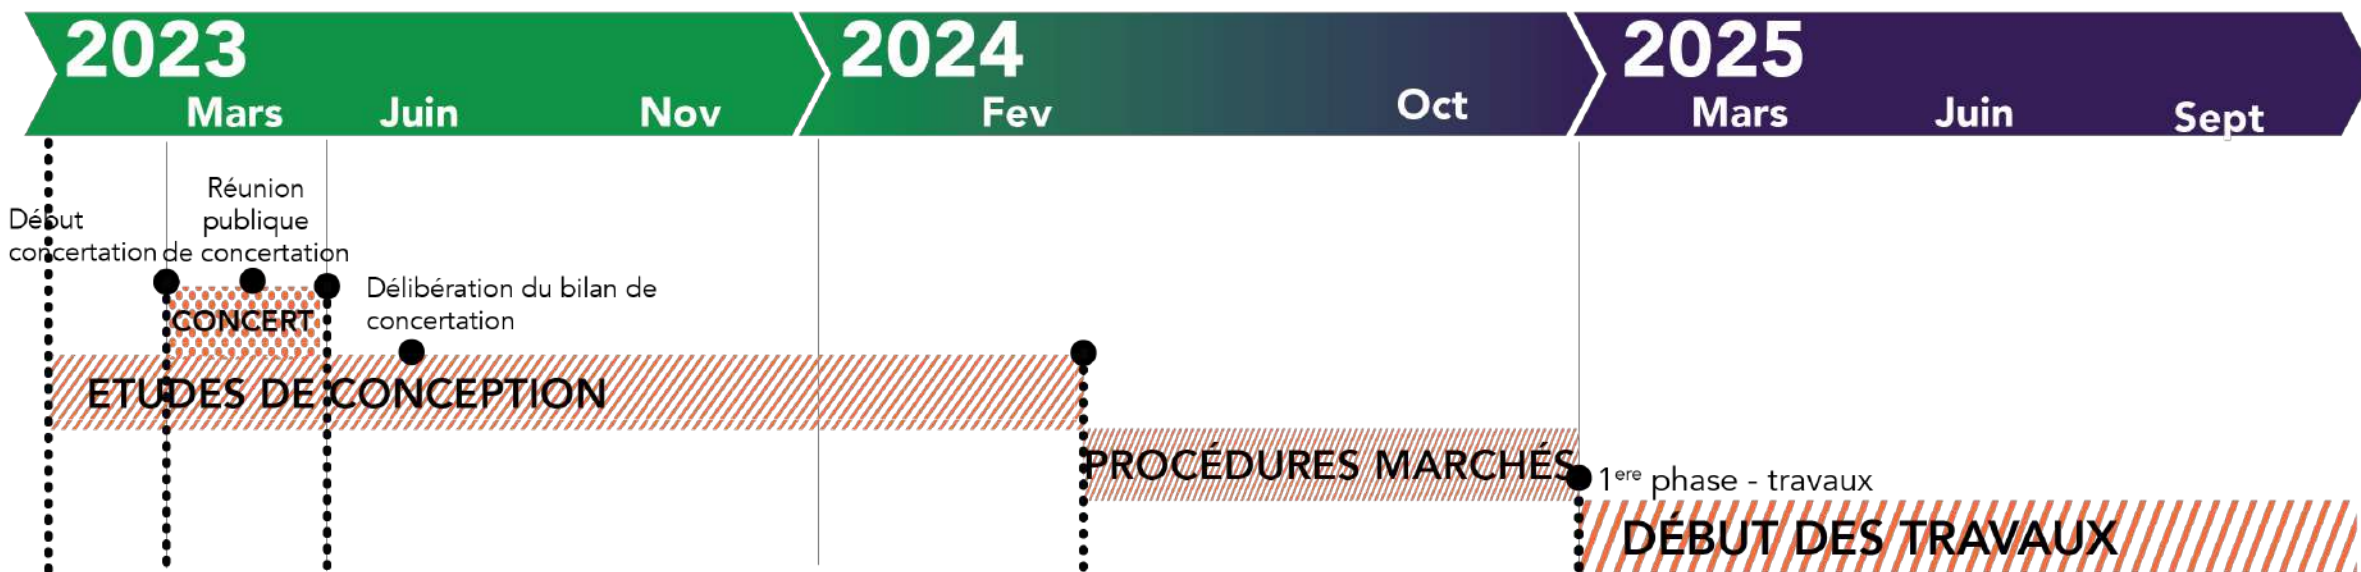 2023
2024
2025
Mars
Juin
Nov
Fev
Oct
Mars
Juin
Sept
Début
concertation
Réunion
publique
de concertation
Délibération du bilan de
concertation
CONCERT
ETUDES DE CONCEPTION
PROCÉDURES MARCHÉS
1ere phase - travaux
DÉBUT DES TRAVAUX